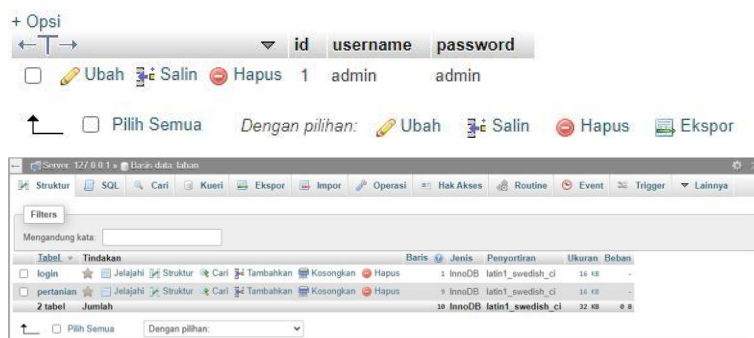 + Opsi
id username password
Ubah Salin Hapus 1 admin admin
Pilih Semua Dengan pilihan: Ubah Salin Hapus Ekspor
Server: 127.0.0.1 » Basis data: lahan
Struktur SQL Cari Kueri Ekspor Impor Operasi Hak Akses Routine Event Trigger Lainnya
Filters
Mengandung kata:
Tabel Tindakan Baris Jenis Penyortiran Ukuran Beban
login Jelajahi Struktur Cari Tambahkan Kosongkan Hapus 1 InnoDB latin1_swedish_ci 16 KB -
pertanian Jelajahi Struktur Cari Tambahkan Kosongkan Hapus 9 InnoDB latin1_swedish_ci 16 KB -
2 tabel Jumlah 10 InnoDB latin1_swedish_ci 32 KB 0 B
Pilih Semua Dengan pilihan: